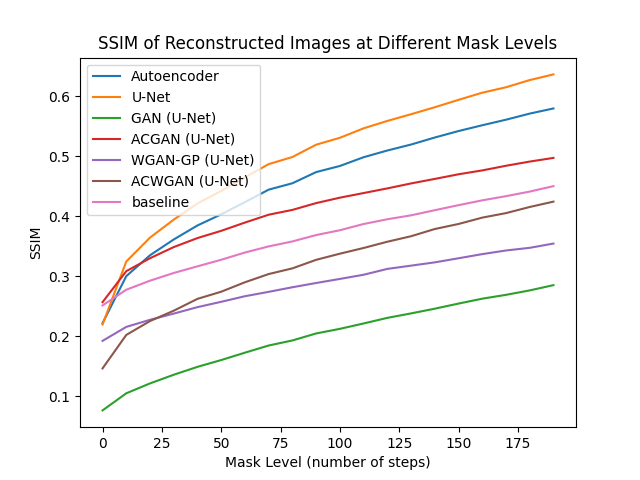 SSIM of Reconstructed Images at Different Mask Levels
Autoencoder
U-Net
GAN (U-Net)
ACGAN (U-Net)
WGAN-GP (U-Net)
ACWGAN (U-Net)
baseline
SSIM
0.6
0.5
0.4
0.3
0.2
0.1
0 25 50 75 100 125 150 175
Mask Level (number of steps)